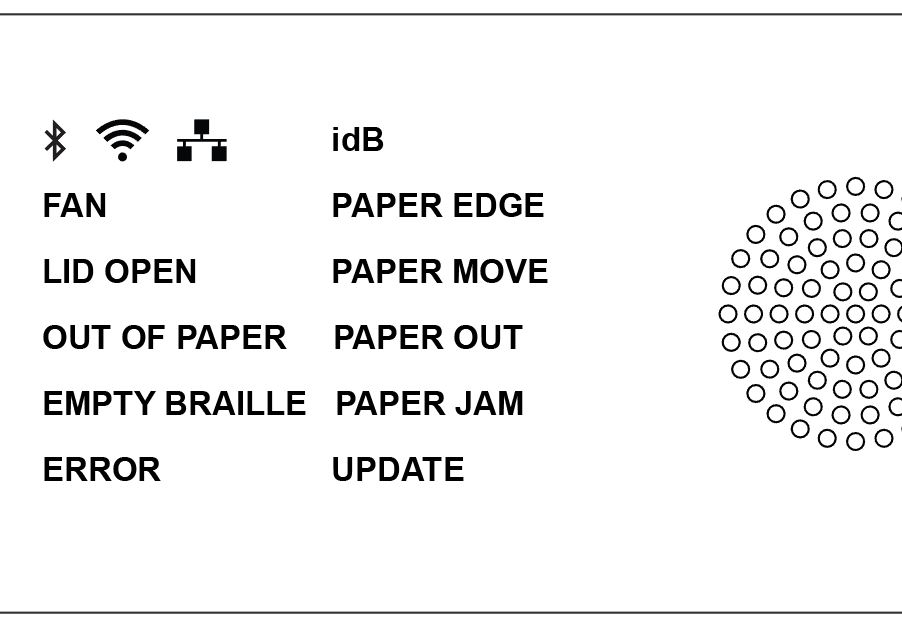 idB
FAN PAPER EDGE
LID OPEN PAPER MOVE
OUT OF PAPER PAPER OUT
EMPTY BRAILLE PAPER JAM
ERROR UPDATE